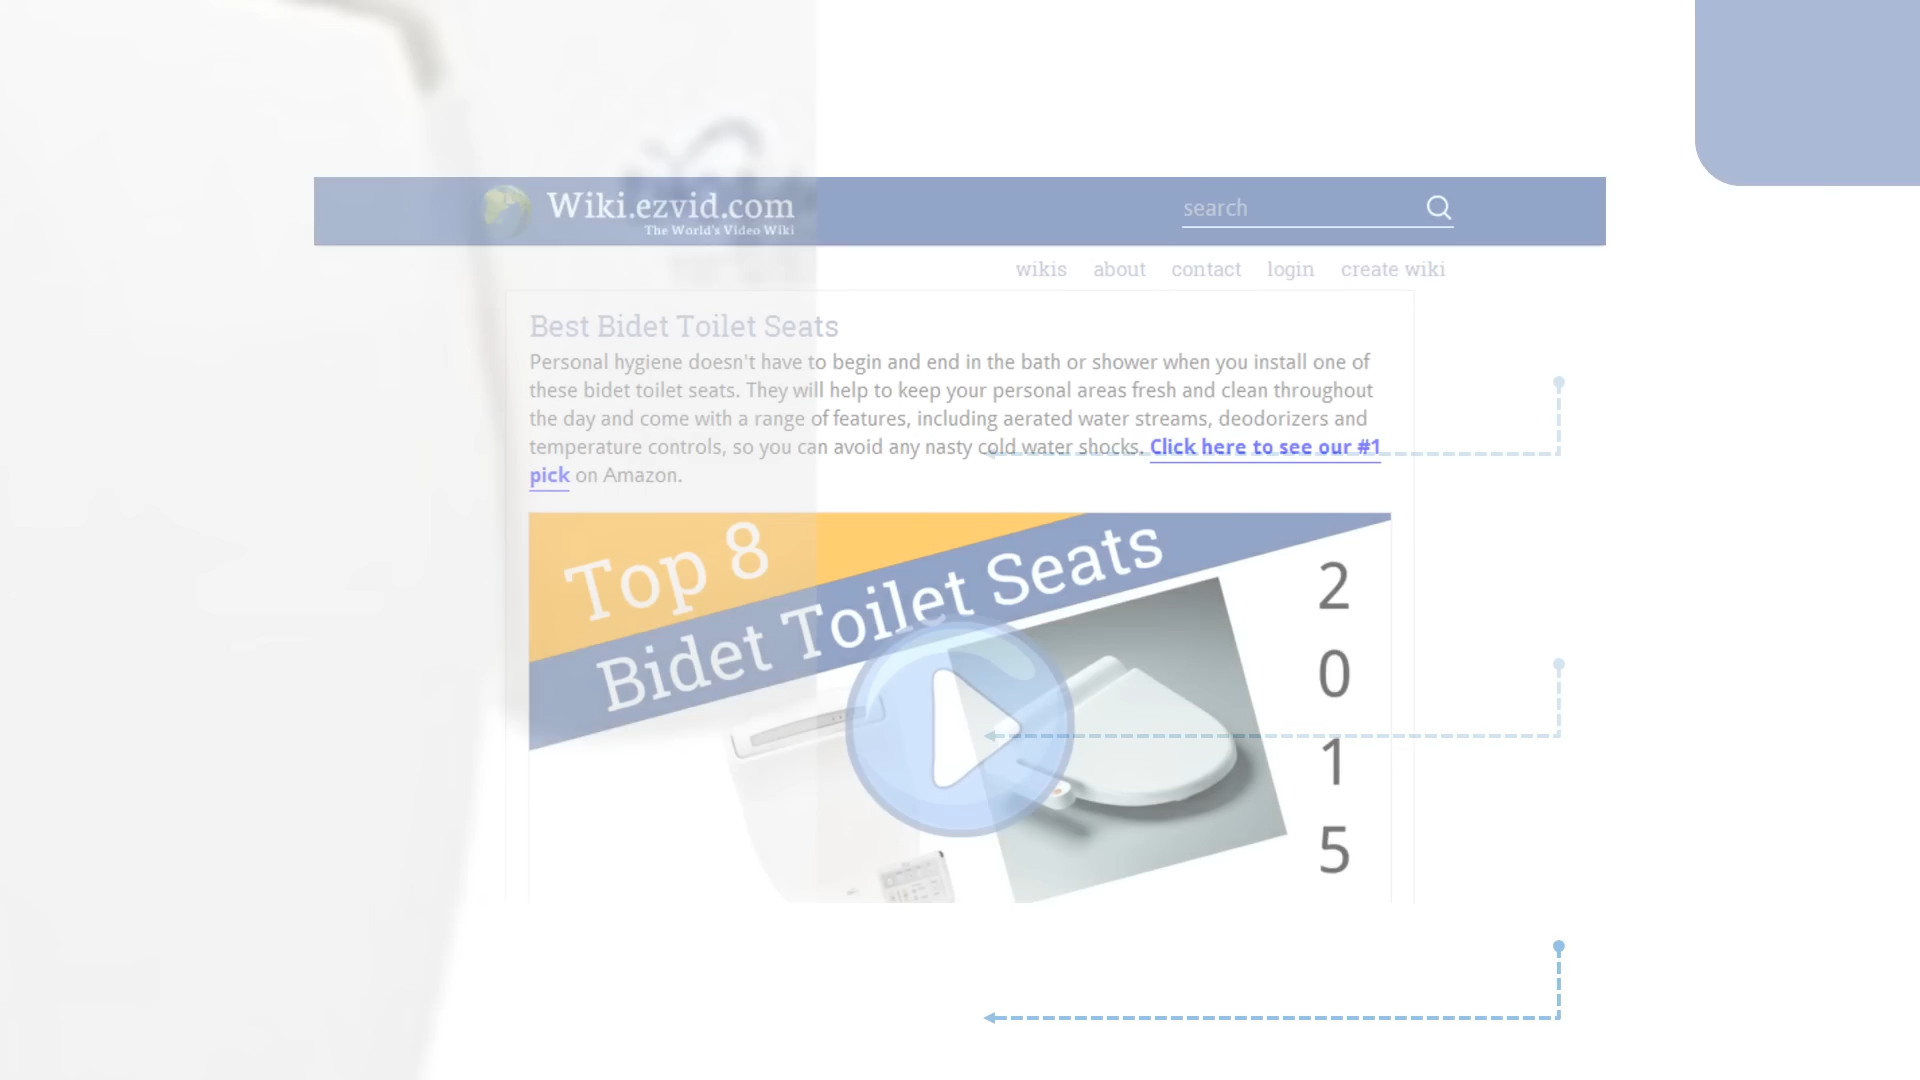 Wiki.ezvid.com
The World's Video Wiki
search
wikis about contact login create wiki
Best Bidet Toilet Seats
Personal hygiene doesn't have to begin and end in the bath or shower when you install one of
these bidet toilet seats. They will help to keep your personal areas fresh and clean throughout
the day and come with a range of features, including aerated water streams, deodorizers and
temperature controls, so you can avoid any nasty cold water shocks. Click here to see our #1
pick on Amazon.
Top 8
Bidet Toilet Seats
2
0
1
5